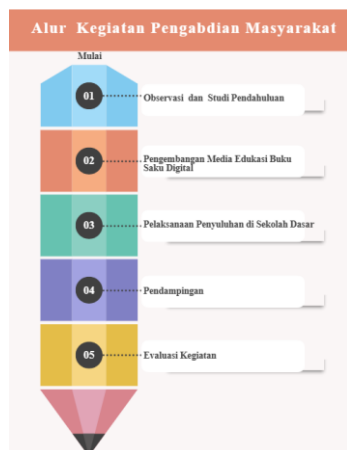 Alur Kegiatan Pengabdian Masyarakat
Mulai
01
Observasi dan Studi Pendahuluan
02
Pengembangan Media Edukasi Buku
Saku Digital
03
Pelaksanaan Penyuluhan di Sekolah Dasar
04
Pendampingan
05
Evaluasi Kegiatan